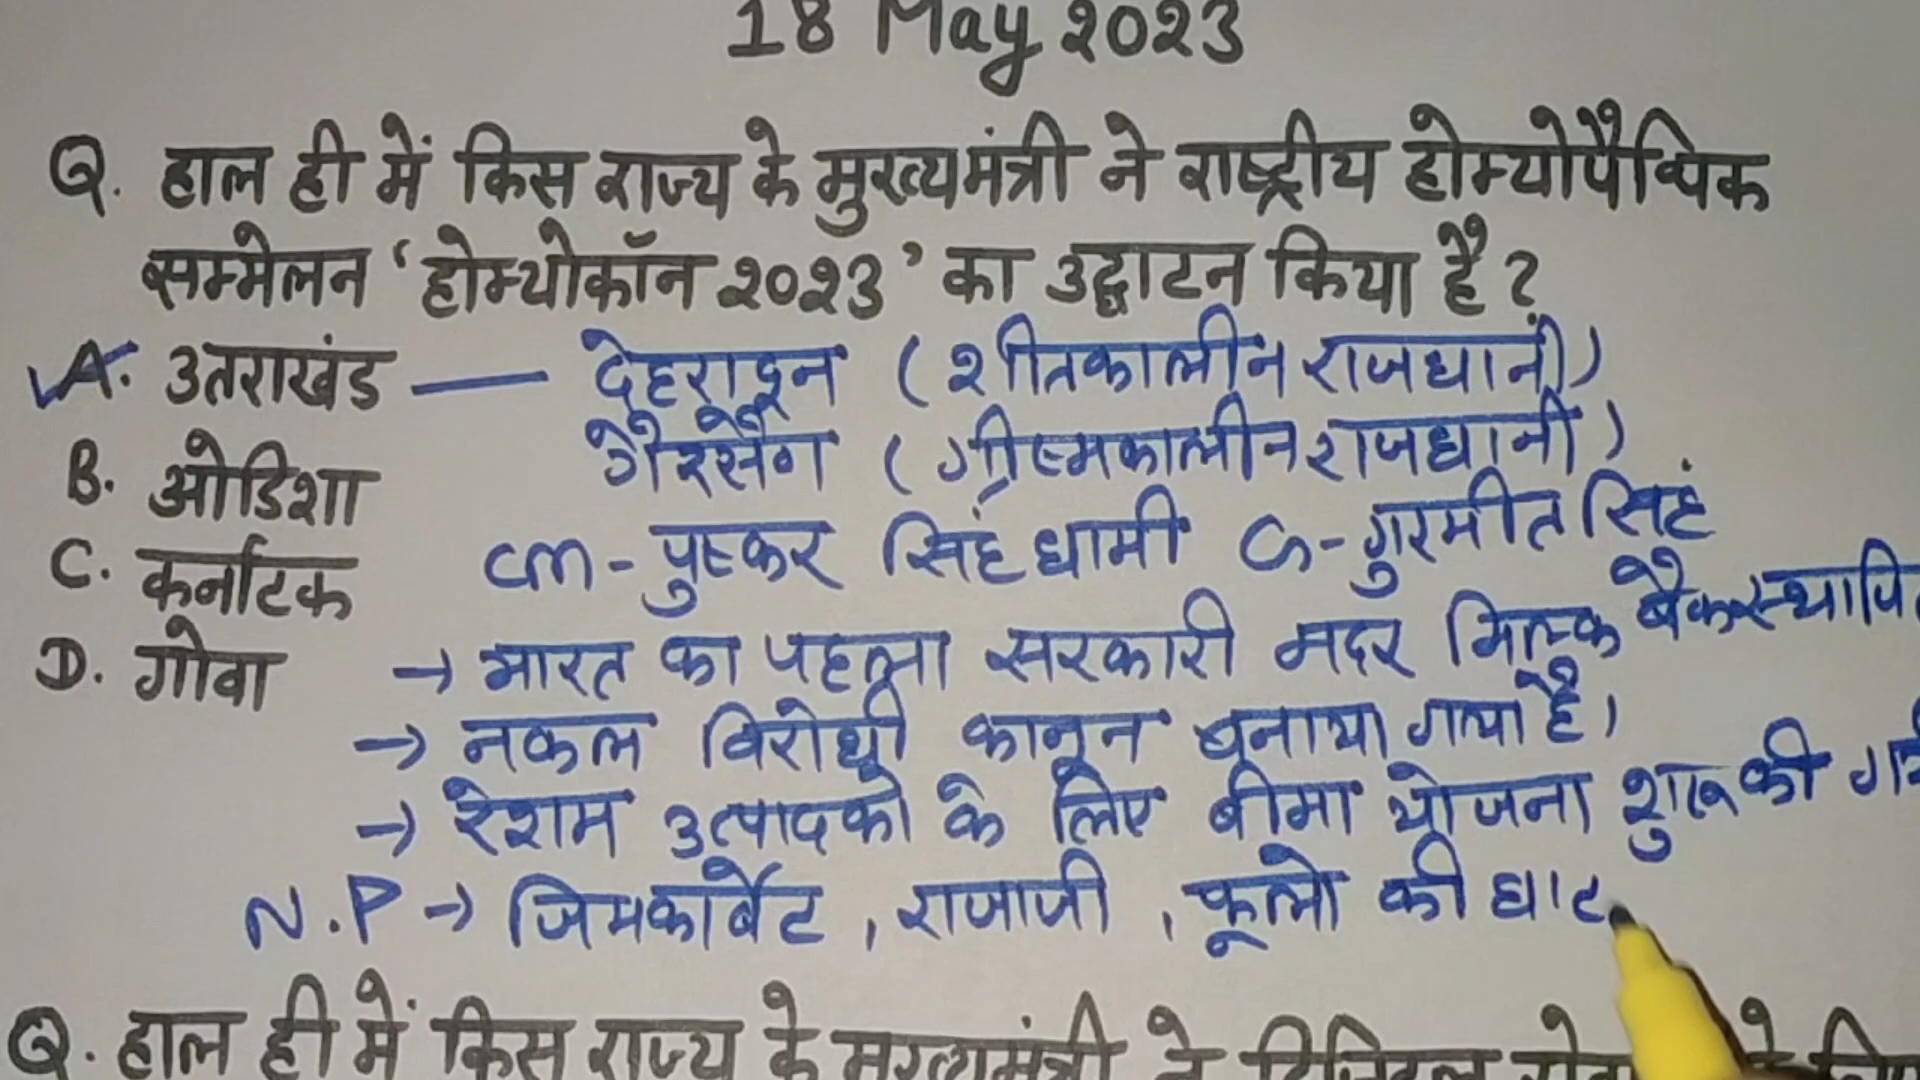 18 May 2023
Q. हाल ही में किस राज्य के मुख्यमंत्री ने राष्ट्रीय होम्योपैथिक
सम्मेलन ‘होम्योकॉन 2023’ का उद्घाटन किया है?
A. उतराखंड — देहरादून (शीतकालीन राजधानी)
गैरसैंण (ग्रीष्मकालीन राजधानी)
B. ओडिशा
CM - पुष्कर सिंह धामी G - गुरमीत सिंह
C. कर्नाटक
→ भारत का पहला सरकारी मदर मिल्क बैंक स्थापि
D. गोवा
→ नकल विरोधी कानून बनाया गया है।
→ रेशम उत्पादको के लिए बीमा योजना शुरू की
N.P → जिमकार्बेट, राजाजी, फूलो की घाट
Q. हाल ही में किस राज्य के मुख्यमंत्री ने डिजिटल